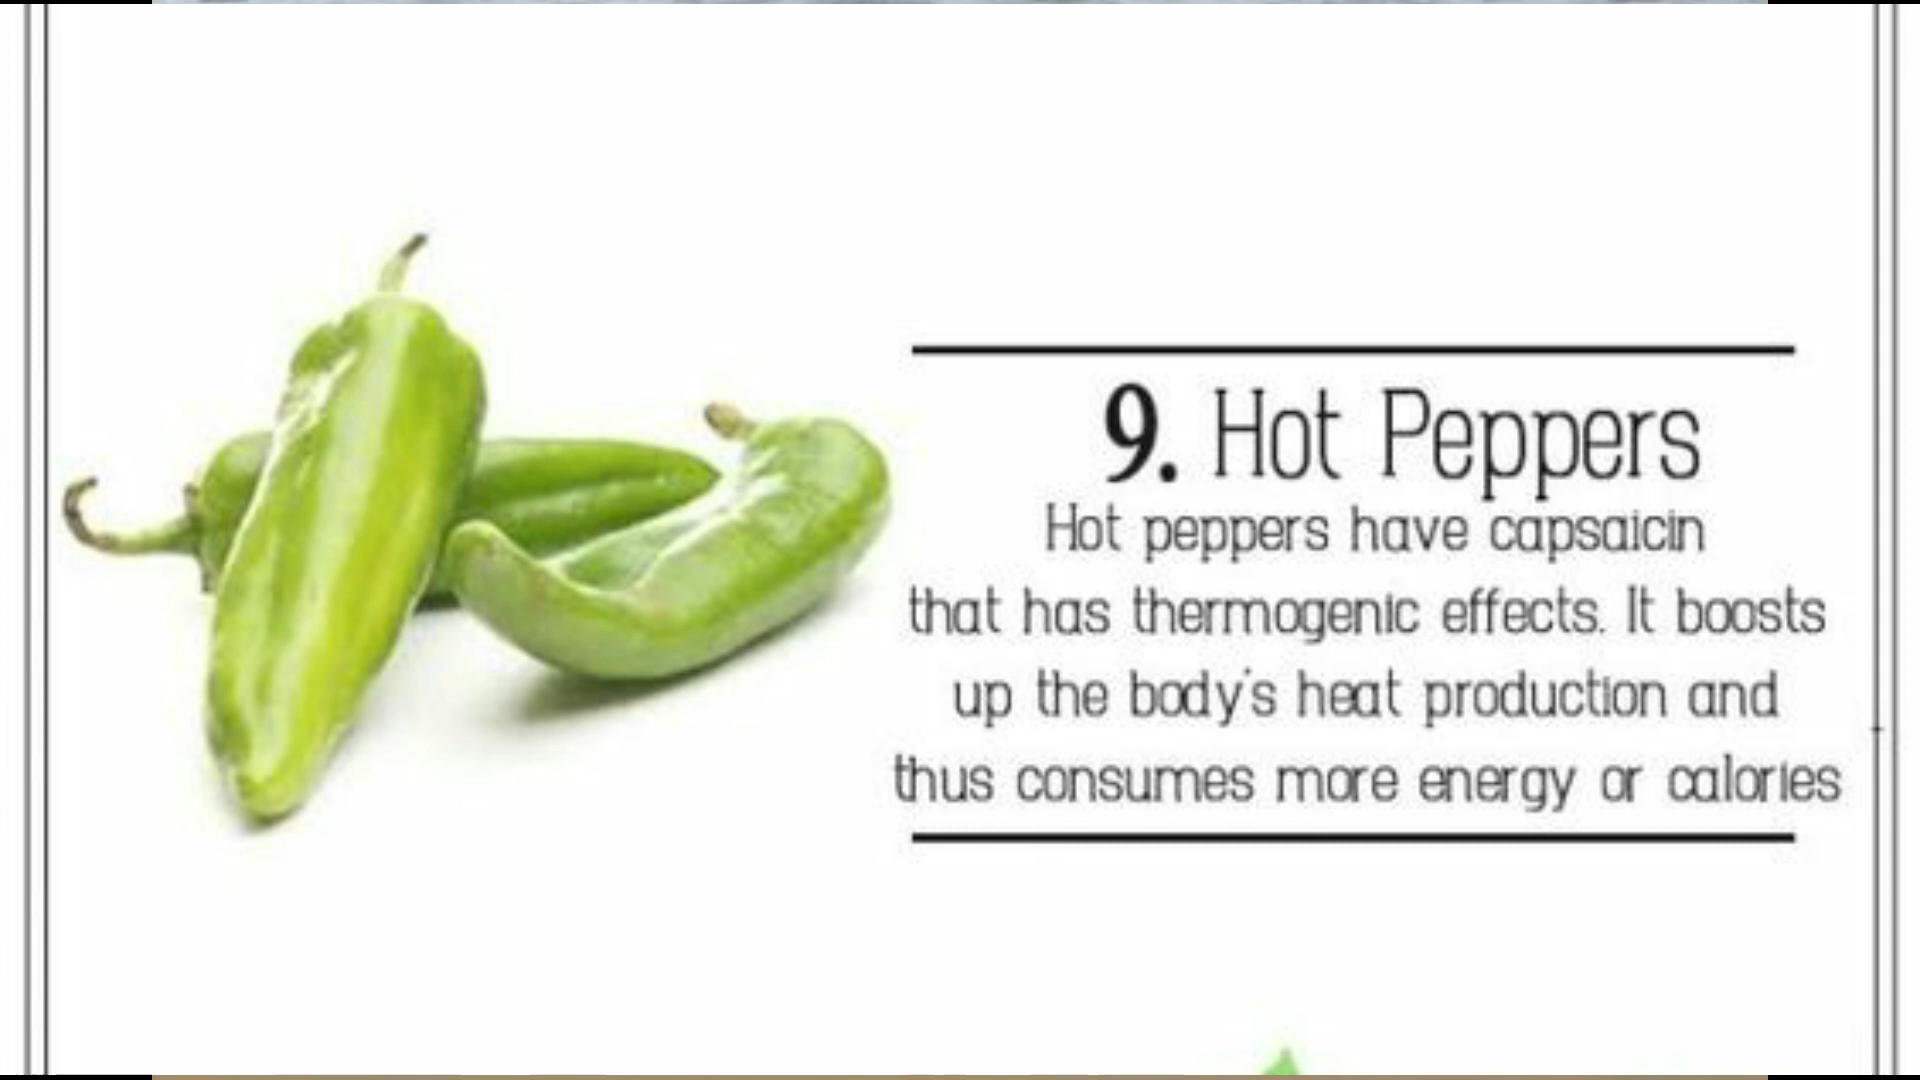 9. Hot Peppers
Hot peppers have capsaicin
that has thermogenic effects. It boosts
up the body's heat production and
thus consumes more energy or calories